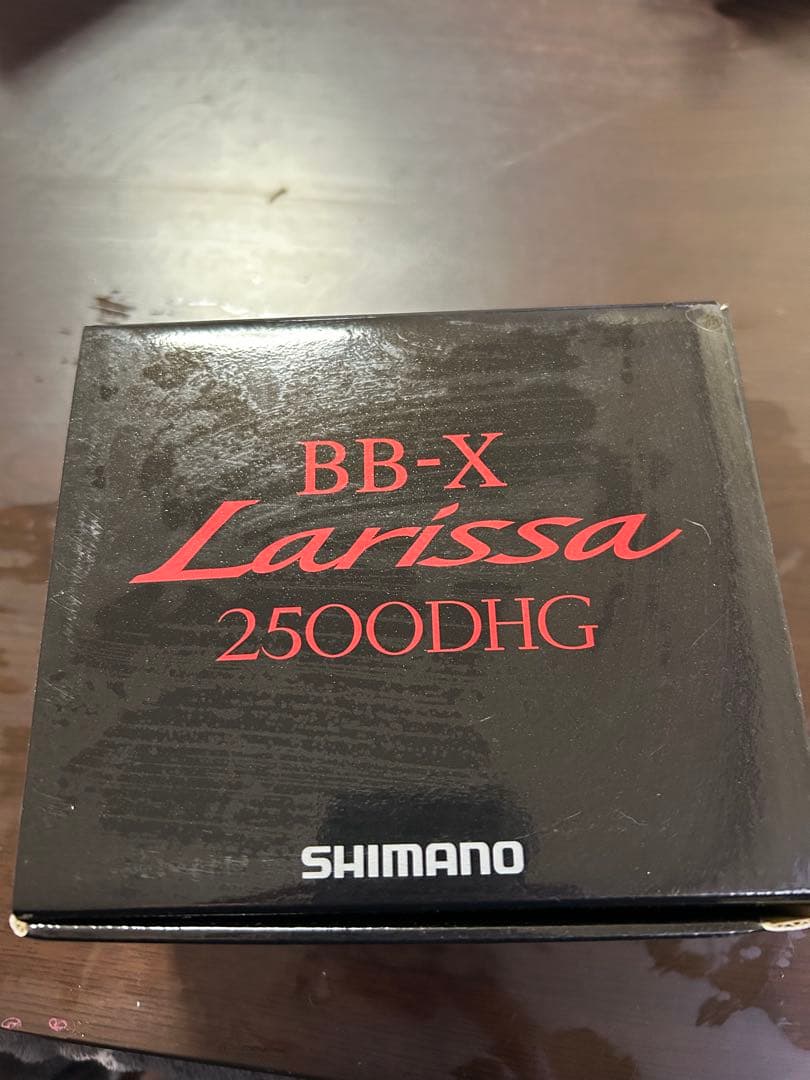 BB-X
Larissa
2500DHG
SHIMANO